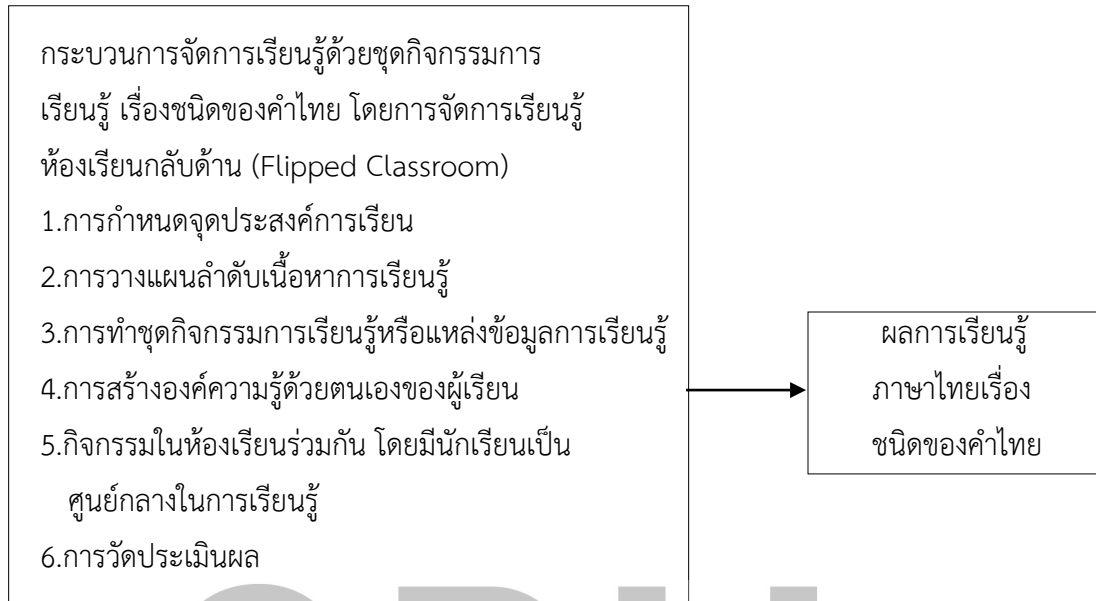 กระบวนการจัดการเรียนรู้ด้วยชุดกิจกรรมการ
เรียนรู้ เรื่องชนิดของคำไทย โดยการจัดการเรียนรู้
ห้องเรียนกลับด้าน (Flipped Classroom)
1.การกำหนดจุดประสงค์การเรียน
2.การวางแผนลำดับเนื้อหาการเรียนรู้
3.การทำชุดกิจกรรมการเรียนรู้หรือแหล่งข้อมูลการเรียนรู้
4.การสร้างองค์ความรู้ด้วยตนเองของผู้เรียน
5.กิจกรรมในห้องเรียนร่วมกัน โดยมีนักเรียนเป็น
ศูนย์กลางในการเรียนรู้
6.การวัดประเมินผล
ผลการเรียนรู้
ภาษาไทยเรื่อง
ชนิดของคำไทย